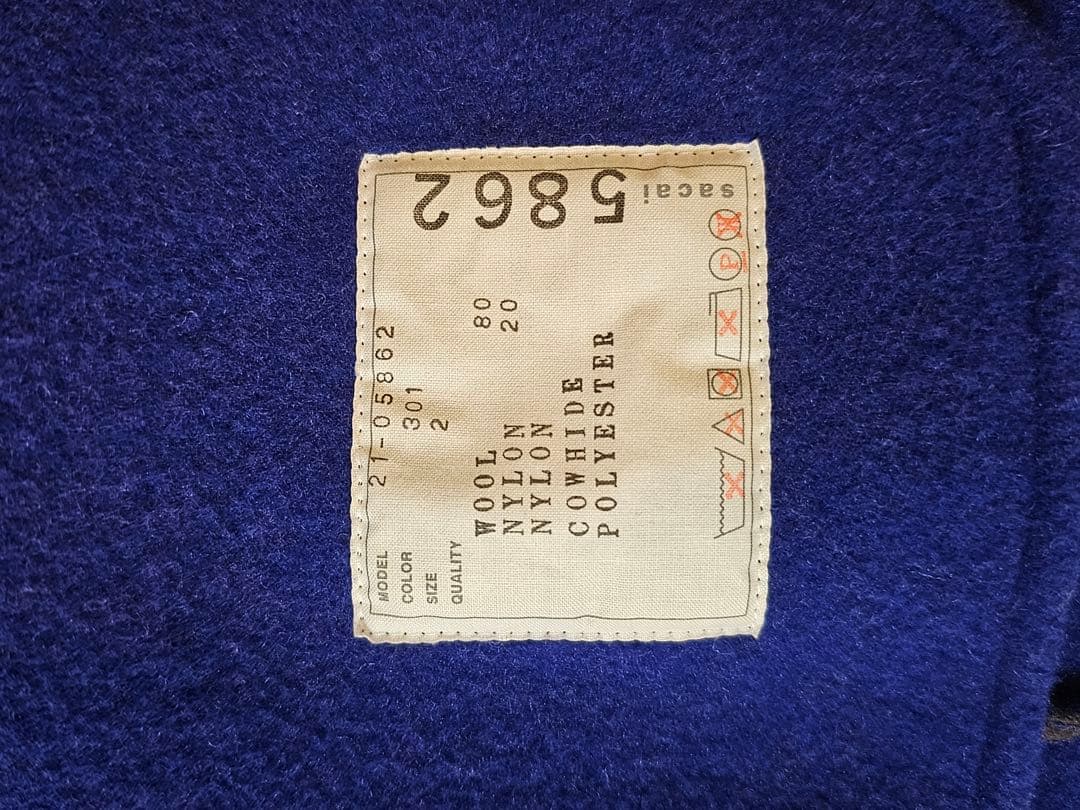 MODEL 21-05862
COLOR 301
SIZE 2
QUALITY
WOOL 80
NYLON 20
NYLON
COWHIDE
POLYESTER
5862
sacai
P
W